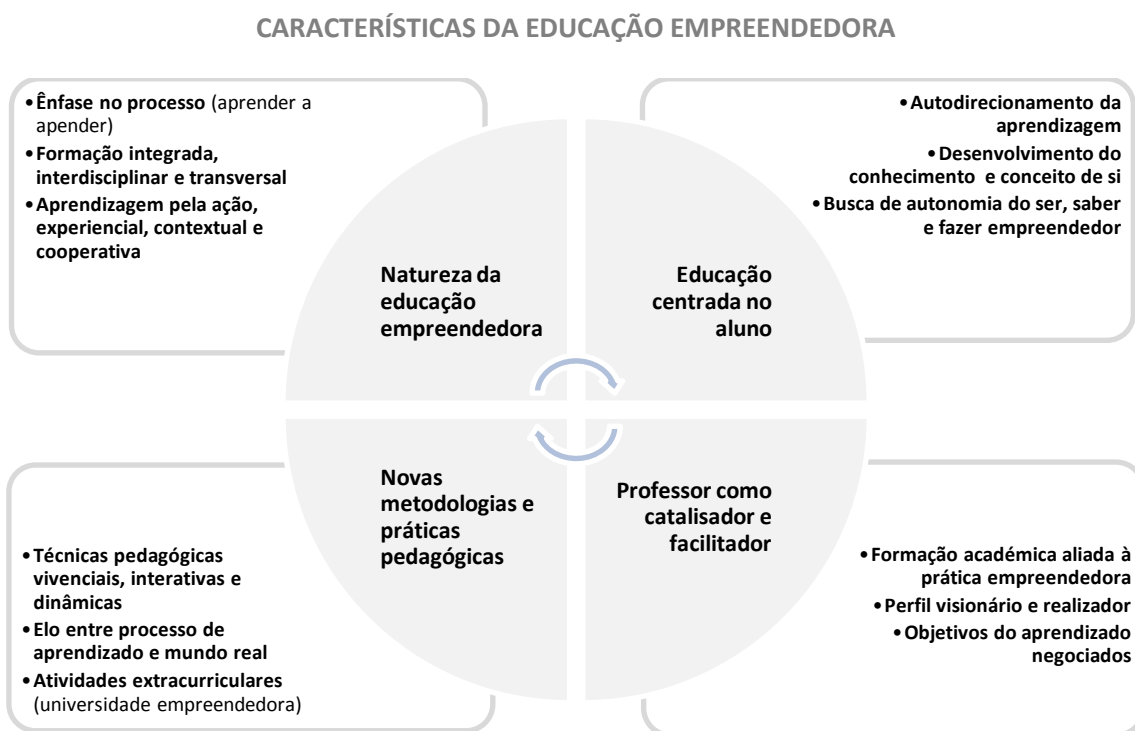 CARACTERÍSTICAS DA EDUCAÇÃO EMPREENDEDORA
•Ênfase no processo (aprender a
apender)
•Formação integrada,
interdisciplinar e transversal
•Aprendizagem pela ação,
experiencial, contextual e
cooperativa
•Autodirecionamento da
aprendizagem
•Desenvolvimento do
conhecimento e conceito de si
•Busca de autonomia do ser, saber
e fazer empreendedor
Natureza da
educação
empreendedora
Educação
centrada no
aluno
Novas
metodologias e
práticas
pedagógicas
Professor como
catalisador e
facilitador
•Técnicas pedagógicas
vivenciais, interativas e
dinâmicas
•Elo entre processo de
aprendizado e mundo real
•Atividades extracurriculares
(universidade empreendedora)
•Formação académica aliada à
prática empreendedora
•Perfil visionário e realizador
•Objetivos do aprendizado
negociados